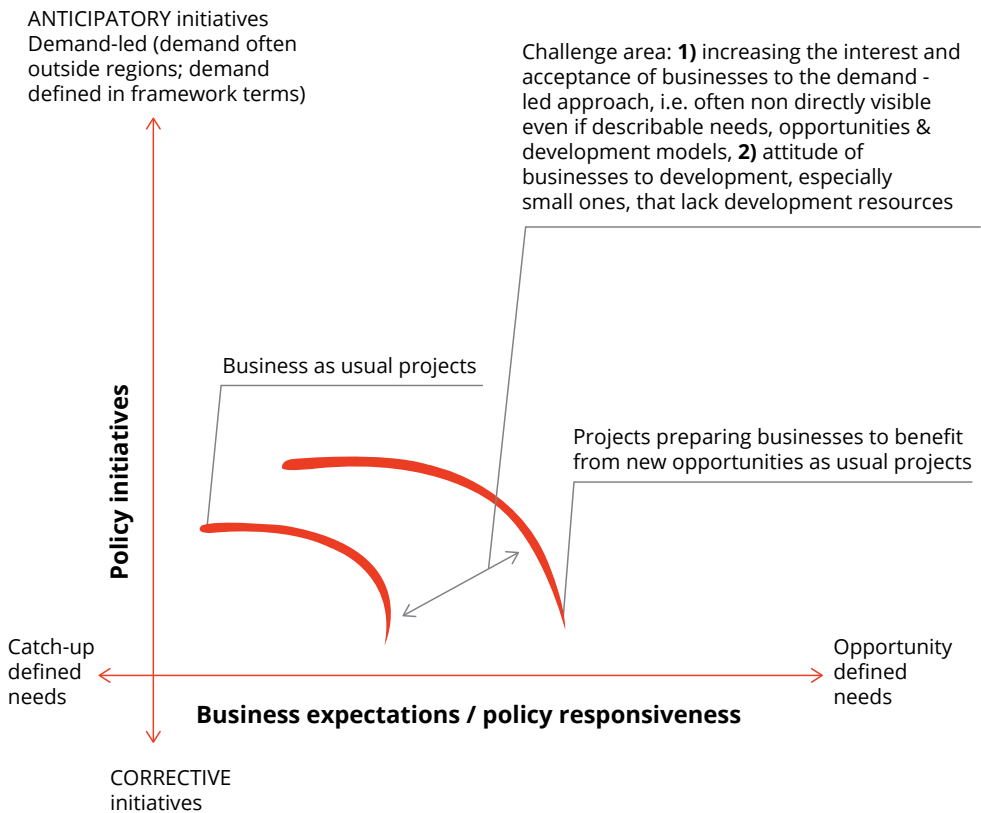 ANTICIPATORY initiatives
Demand-led (demand often
outside regions; demand
defined in framework terms)
Challenge area: 1) increasing the interest and
acceptance of businesses to the demand -
led approach, i.e. often non directly visible
even if describable needs, opportunities &
development models, 2) attitude of
businesses to development, especially
small ones, that lack development resources
Business as usual projects
Projects preparing businesses to benefit
from new opportunities as usual projects
Policy initiatives
Catch-up
defined
needs
Opportunity
defined
needs
Business expectations / policy responsiveness
CORRECTIVE
initiatives